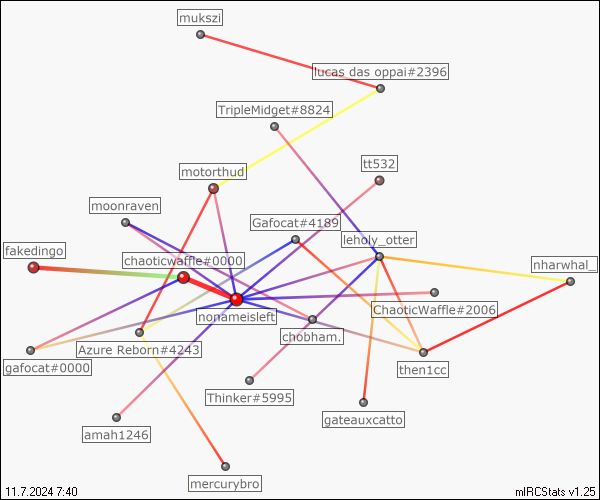 mukszi
lucas das oppai#2396
TripleMidget#8824
tt532
motorthud
moonraven
Gafocat#4189
leholy_otter
fakedingo
chaoticwaffle#0000
nharwhal_
ChaoticWaffle#2006
nonameisleft
chobham.
Azure Reborn#4243
gafocat#0000
then1cc
Thinker#5995
gateauxcatto
amah1246
mercurybro
11.7.2024 7:40
mIRCStats v1.25